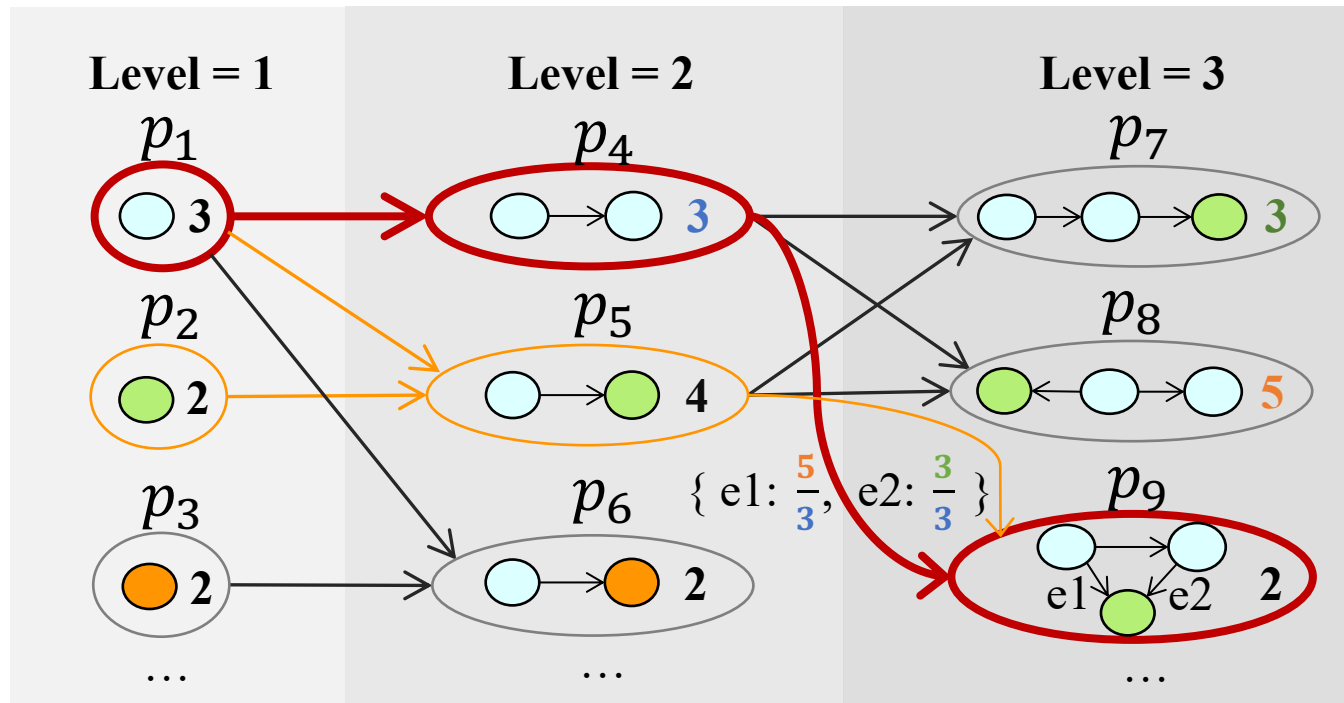 Level = 1
Level = 2
Level = 3
p1
p4
p7
3
3
3
p2
p5
p8
2
4
5
{ e1: 5/3, e2: 3/3 }
p3
p6
p9
2
2
e1
e2
2
...
...
...